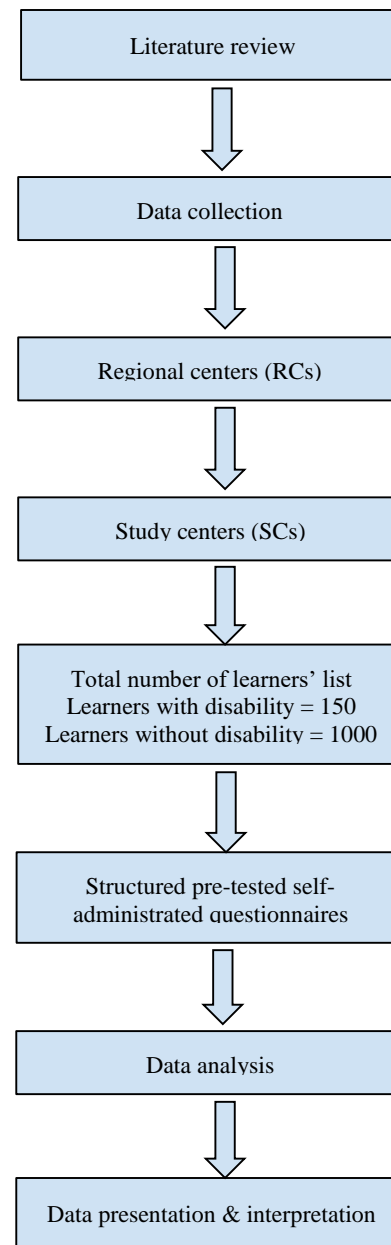 Literature review
Data collection
Regional centers (RCs)
Study centers (SCs)
Total number of learners’ list
Learners with disability = 150
Learners without disability = 1000
Structured pre-tested self-
administrated questionnaires
Data analysis
Data presentation & interpretation